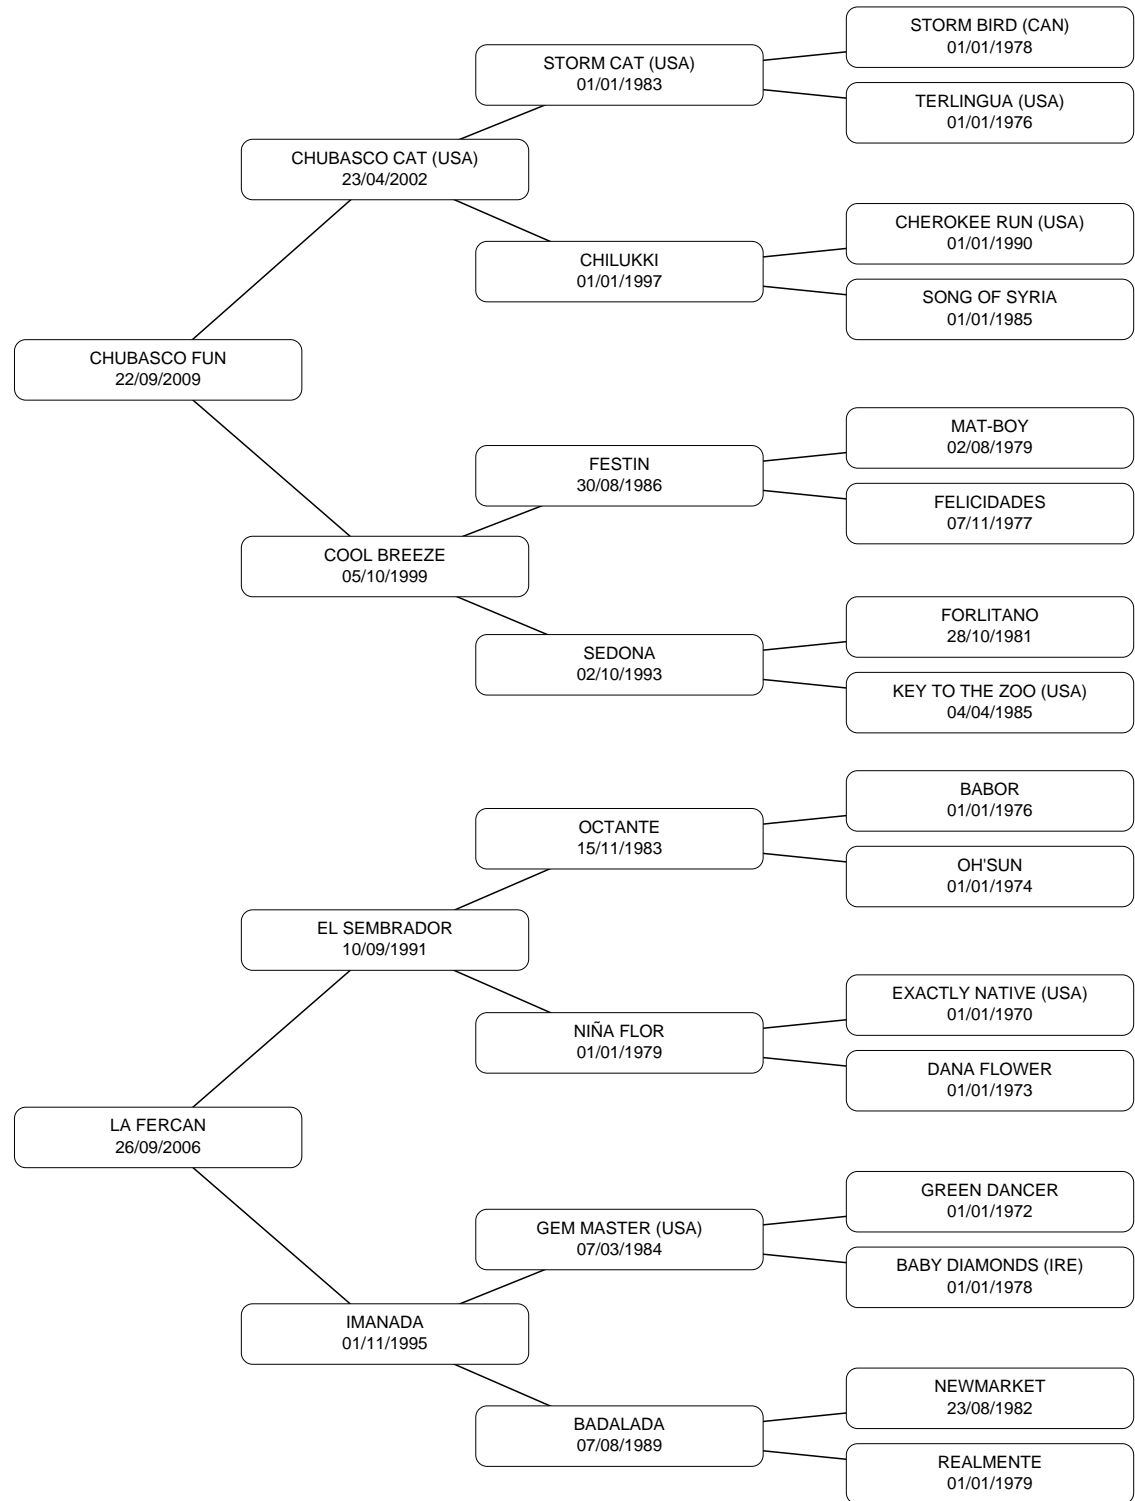 STORM BIRD (CAN)
01/01/1978
STORM CAT (USA)
01/01/1983
TERLINGUA (USA)
01/01/1976
CHUBASCO CAT (USA)
23/04/2002
CHEROKEE RUN (USA)
01/01/1990
CHILUKKI
01/01/1997
SONG OF SYRIA
01/01/1985
CHUBASCO FUN
22/09/2009
MAT-BOY
02/08/1979
FESTIN
30/08/1986
FELICIDADES
07/11/1977
COOL BREEZE
05/10/1999
FORLITANO
28/10/1981
SEDONA
02/10/1993
KEY TO THE ZOO (USA)
04/04/1985
BABOR
01/01/1976
OCTANTE
15/11/1983
OH'SUN
01/01/1974
EL SEMBRADOR
10/09/1991
EXACTLY NATIVE (USA)
01/01/1970
NIÑA FLOR
01/01/1979
DANA FLOWER
01/01/1973
LA FERCAN
26/09/2006
GREEN DANCER
01/01/1972
GEM MASTER (USA)
07/03/1984
BABY DIAMONDS (IRE)
01/01/1978
IMANADA
01/11/1995
NEWMARKET
23/08/1982
BADALADA
07/08/1989
REALMENTE
01/01/1979